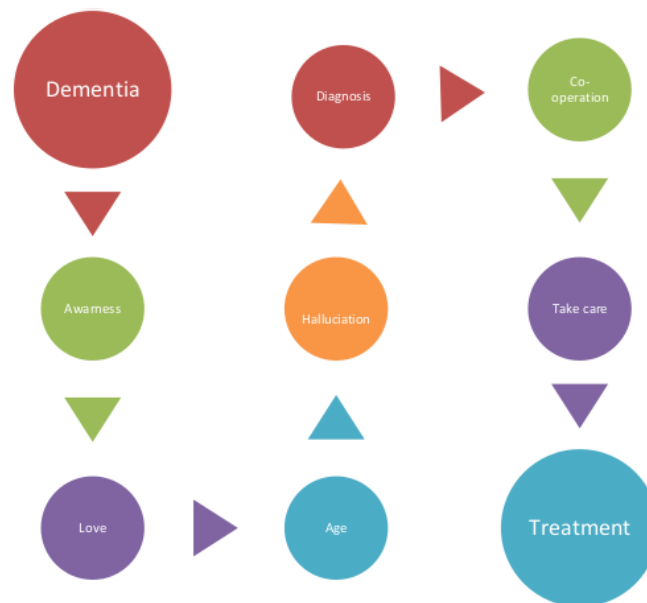 Dementia
Awarness
Love
Age
Halluciation
Diagnosis
Co-
operation
Take care
Treatment